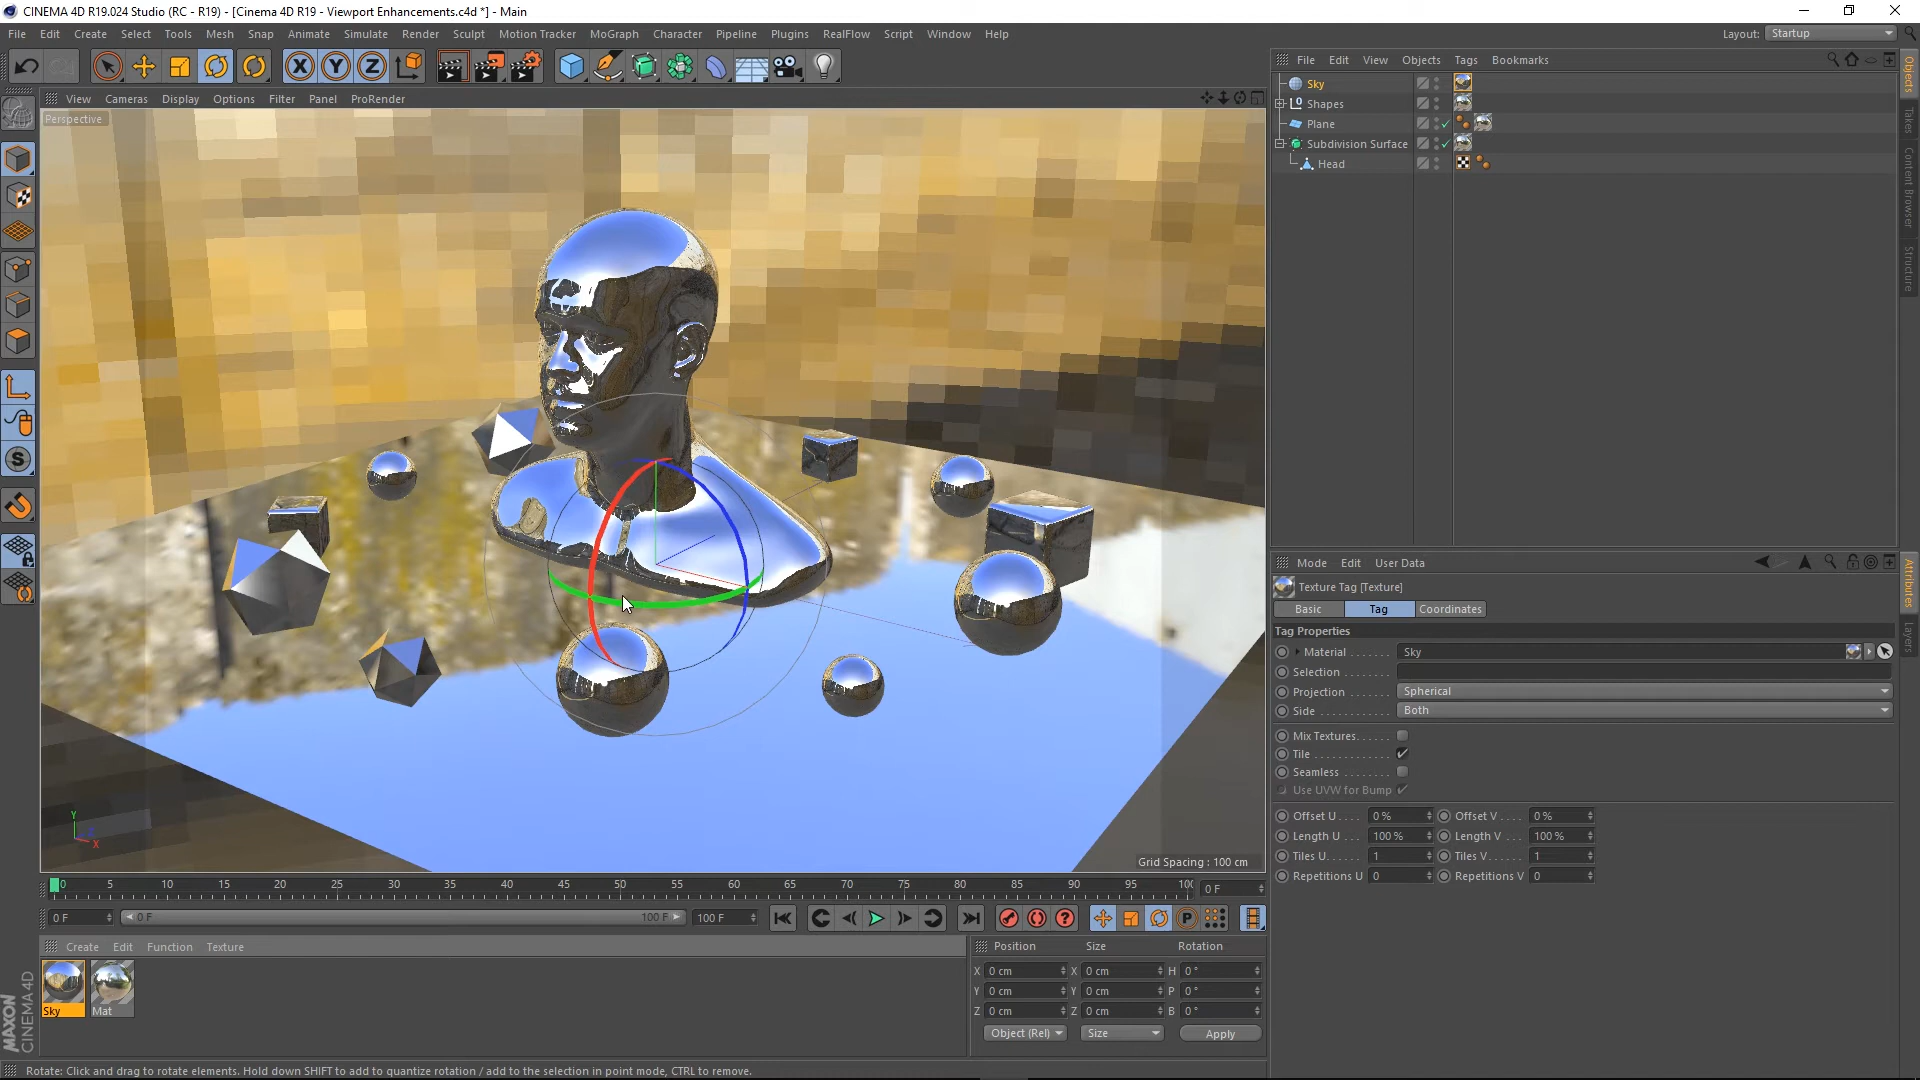 CINEMA 4D R19.024 Studio (RC - R19) - [Cinema 4D R19 - Viewport Enhancements.c4d *] - Main
File Edit Create Select Tools Mesh Snap Animate Simulate Render Sculpt Motion Tracker MoGraph Character Pipeline Plugins RealFlow Script Window Help
Layout: Startup
X Y Z
File Edit View Objects Tags Bookmarks
View Cameras Display Options Filter Panel ProRender
Perspective
Sky
Shapes
Plane
Subdivision Surface
Head
Objects
Takes
Content Browser
Structure
Mode Edit User Data
Texture Tag [Texture]
Basic Tag Coordinates
Tag Properties
Material . . . . . . . Sky
Selection . . . . . . .
Projection . . . . . . Spherical
Side . . . . . . . . . . . Both
Mix Textures. . . . . .
Tile . . . . . . . . . . . .
Seamless . . . . . . . .
Use UVW for Bump
Offset U. . . . 0 % Offset V. . . . 0 %
Length U . . . 100 % Length V . . . 100 %
Tiles U. . . . . . 1 Tiles V. . . . . . 1
Repetitions U 0 Repetitions V 0
Attributes
Layers
Y
Z
X
Grid Spacing : 100 cm
0 5 10 15 20 25 30 35 40 45 50 55 60 65 70 75 80 85 90 95 100 0 F
0 F 0 F 100 F 100 F
Create Edit Function Texture
Sky
Mat
Position Size Rotation
X 0 cm X 0 cm H 0 °
Y 0 cm Y 0 cm P 0 °
Z 0 cm Z 0 cm B 0 °
Object (Rel) Size Apply
MAXON
CINEMA 4D
Rotate: Click and drag to rotate elements. Hold down SHIFT to add to quantize rotation / add to the selection in point mode, CTRL to remove.